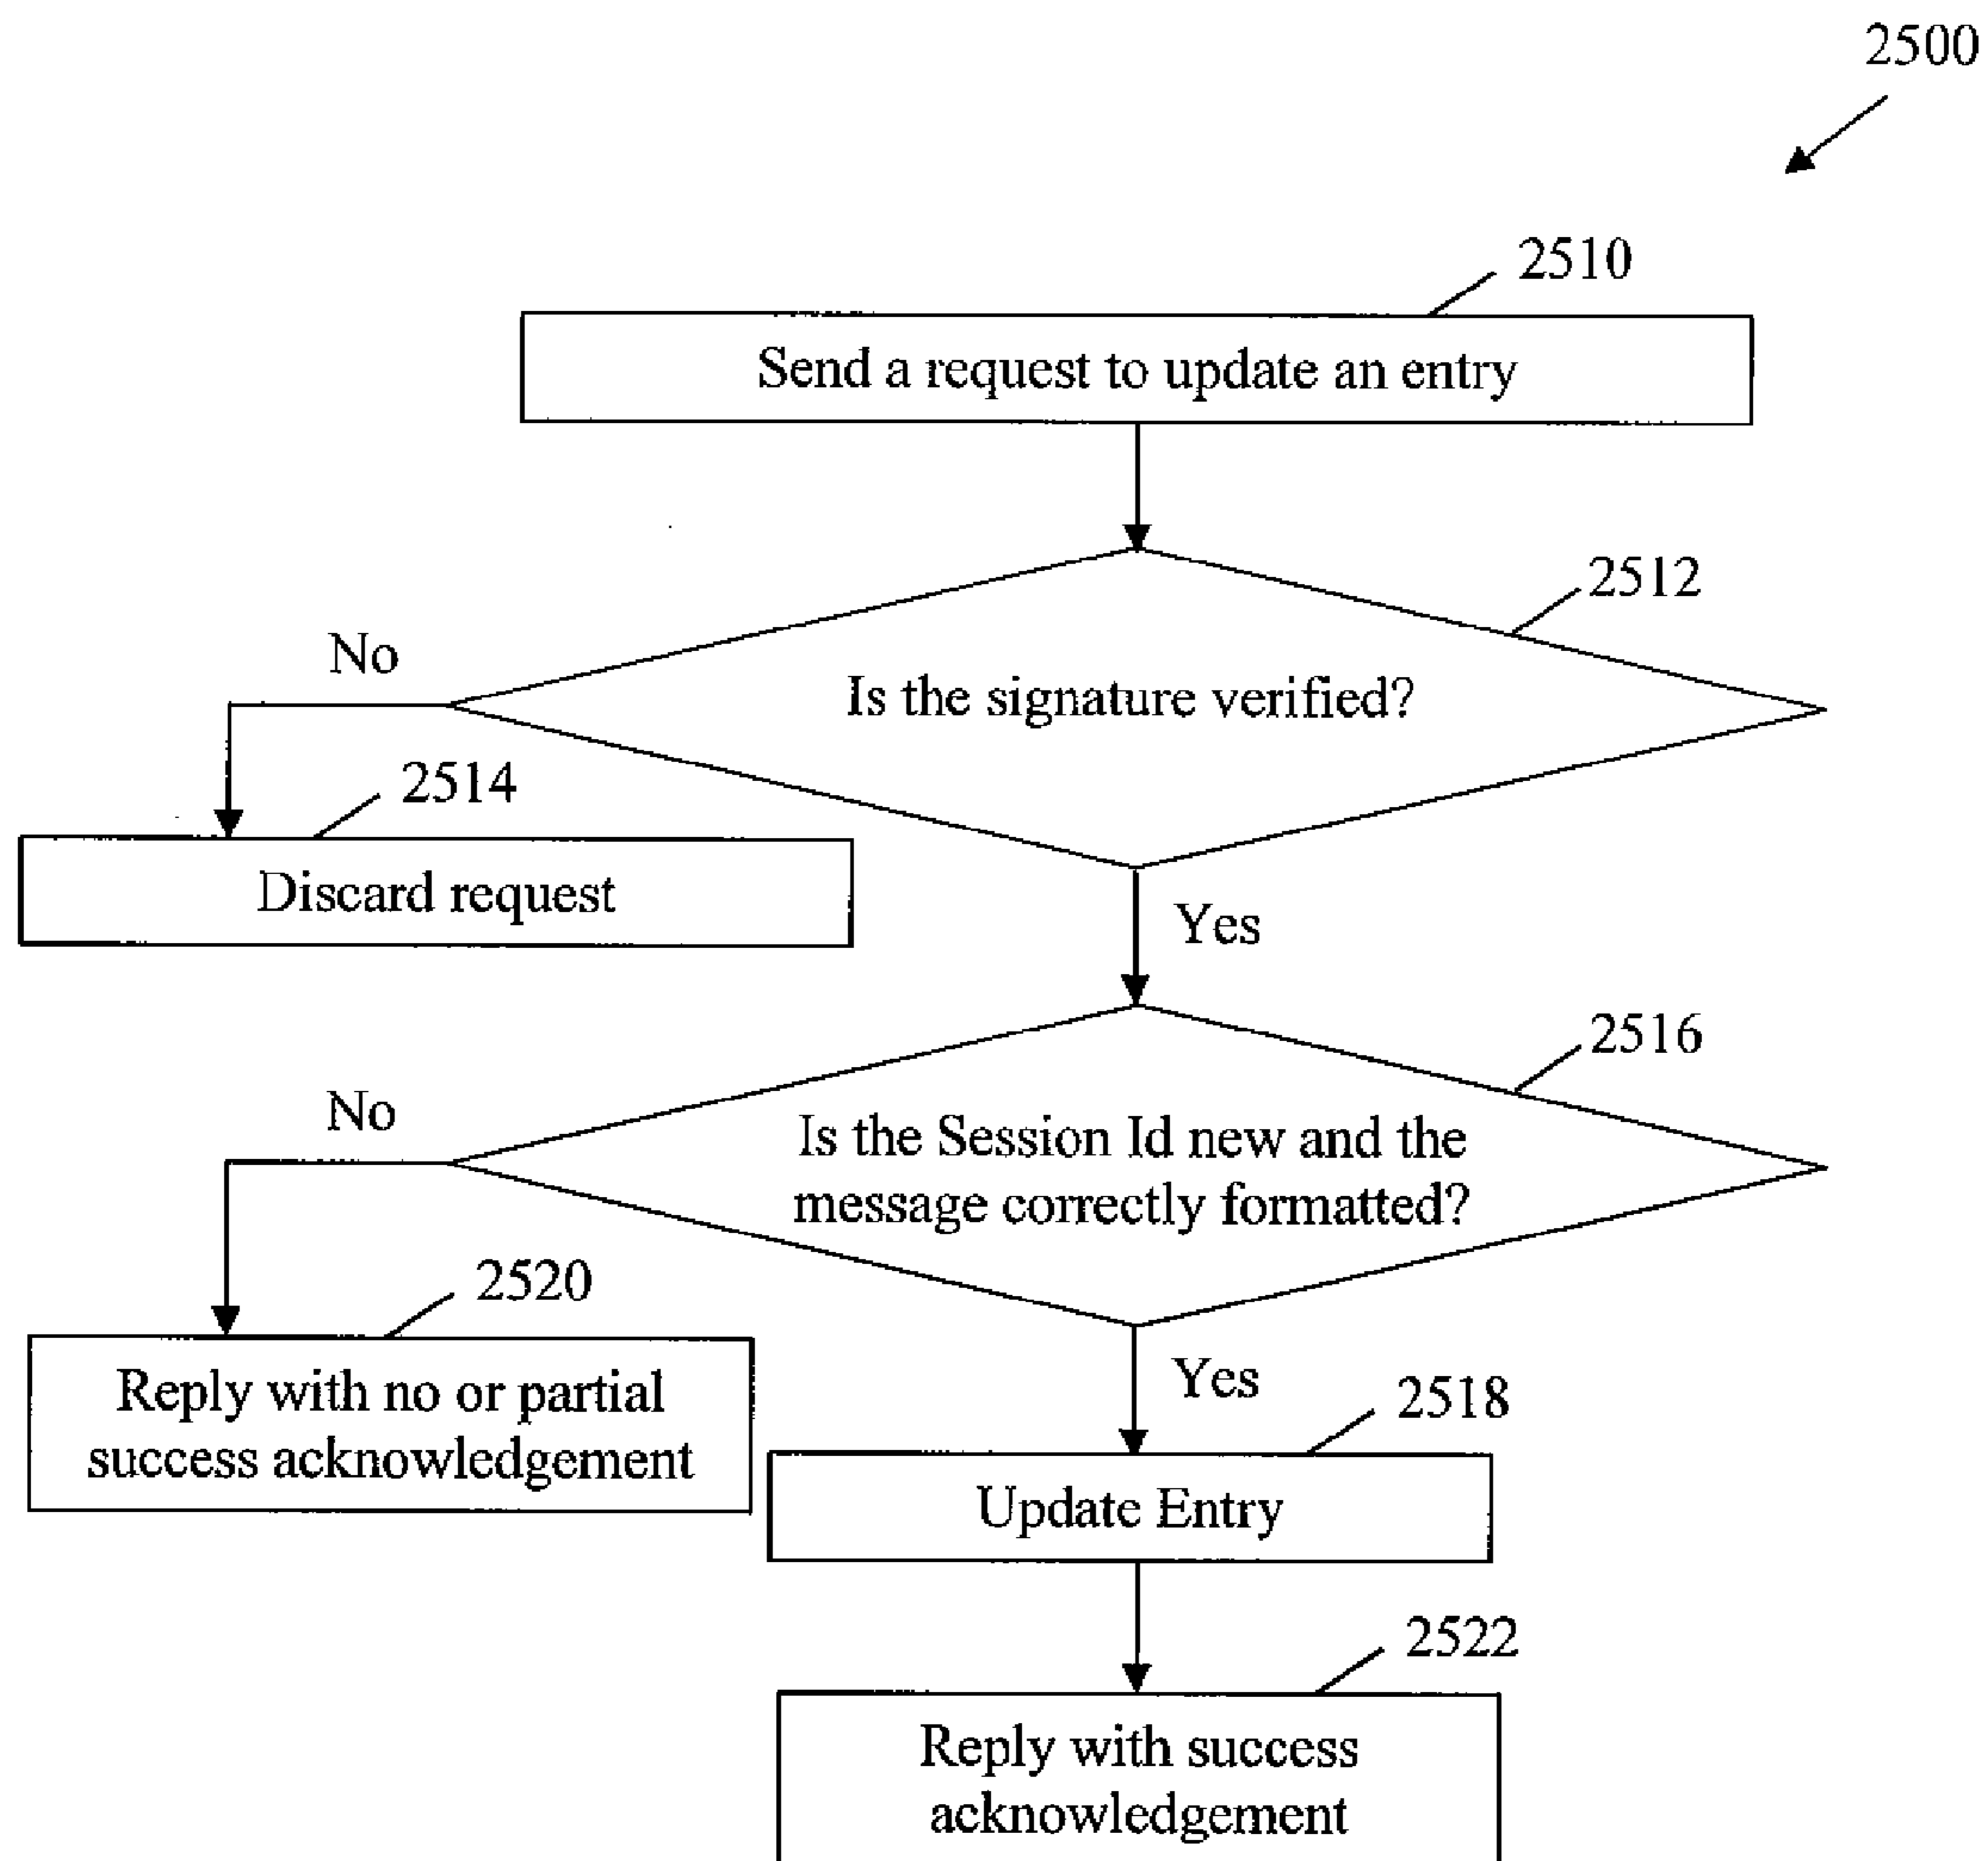 2500
2510
Send a request to update an entry
2512
Is the signature verified?
No
2514
Discard request
Yes
2516
Is the Session Id new and the
message correctly formatted?
No
2520
Reply with no or partial
success acknowledgement
Yes
2518
Update Entry
2522
Reply with success
acknowledgement